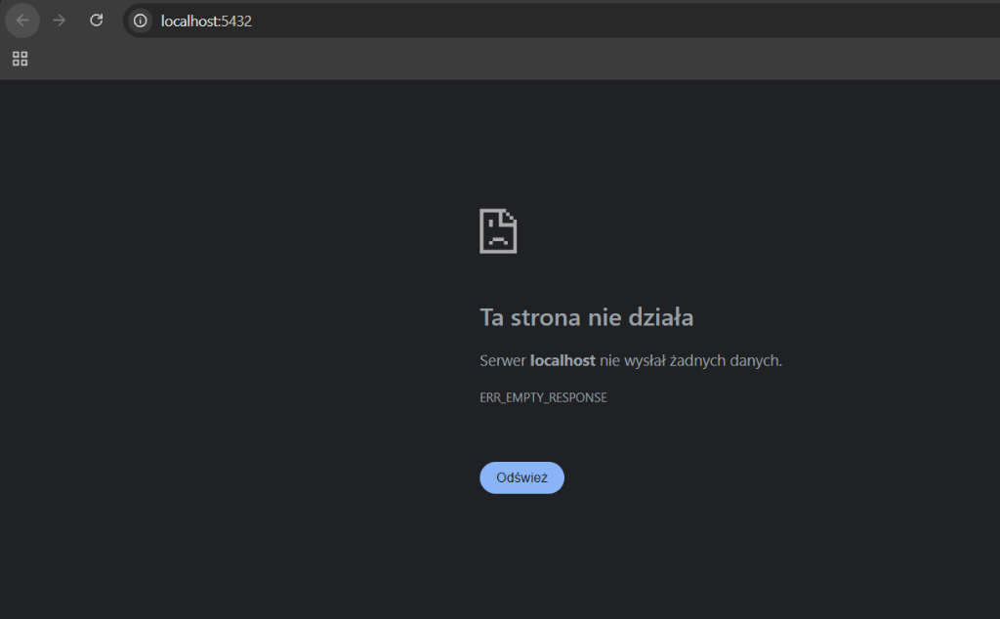 localhost:5432
Ta strona nie działa
Serwer localhost nie wysłał żadnych danych.
ERR_EMPTY_RESPONSE
Odśwież